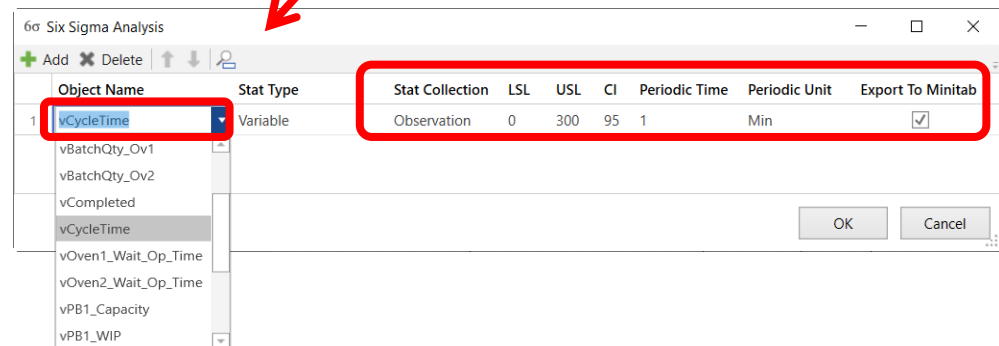 6σ Six Sigma Analysis
Add Delete
Object Name Stat Type Stat Collection LSL USL CI Periodic Time Periodic Unit Export To Minitab
1 vCycleTime Variable Observation 0 300 95 1 Min
vBatchQty_Ov1
vBatchQty_Ov2
vCompleted
vCycleTime
OK Cancel
vOven1_Wait_Op_Time
vOven2_Wait_Op_Time
vPB1_Capacity
vPB1_WIP